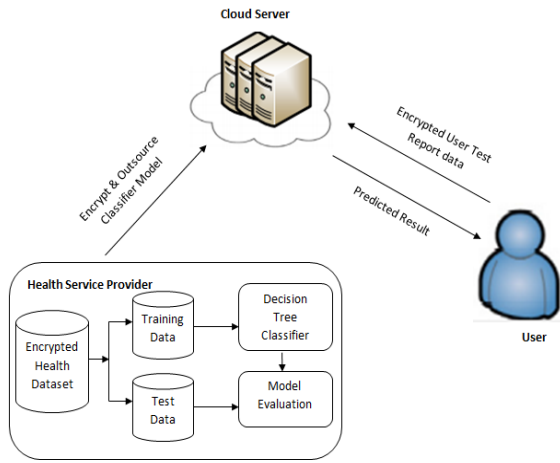 Cloud Server
Encrypt & Outsource
Classifier Model
Encrypted User Test
Report data
Predicted Result
User
Health Service Provider
Encrypted
Health
Dataset
Training
Data
Decision
Tree
Classifier
Test
Data
Model
Evaluation